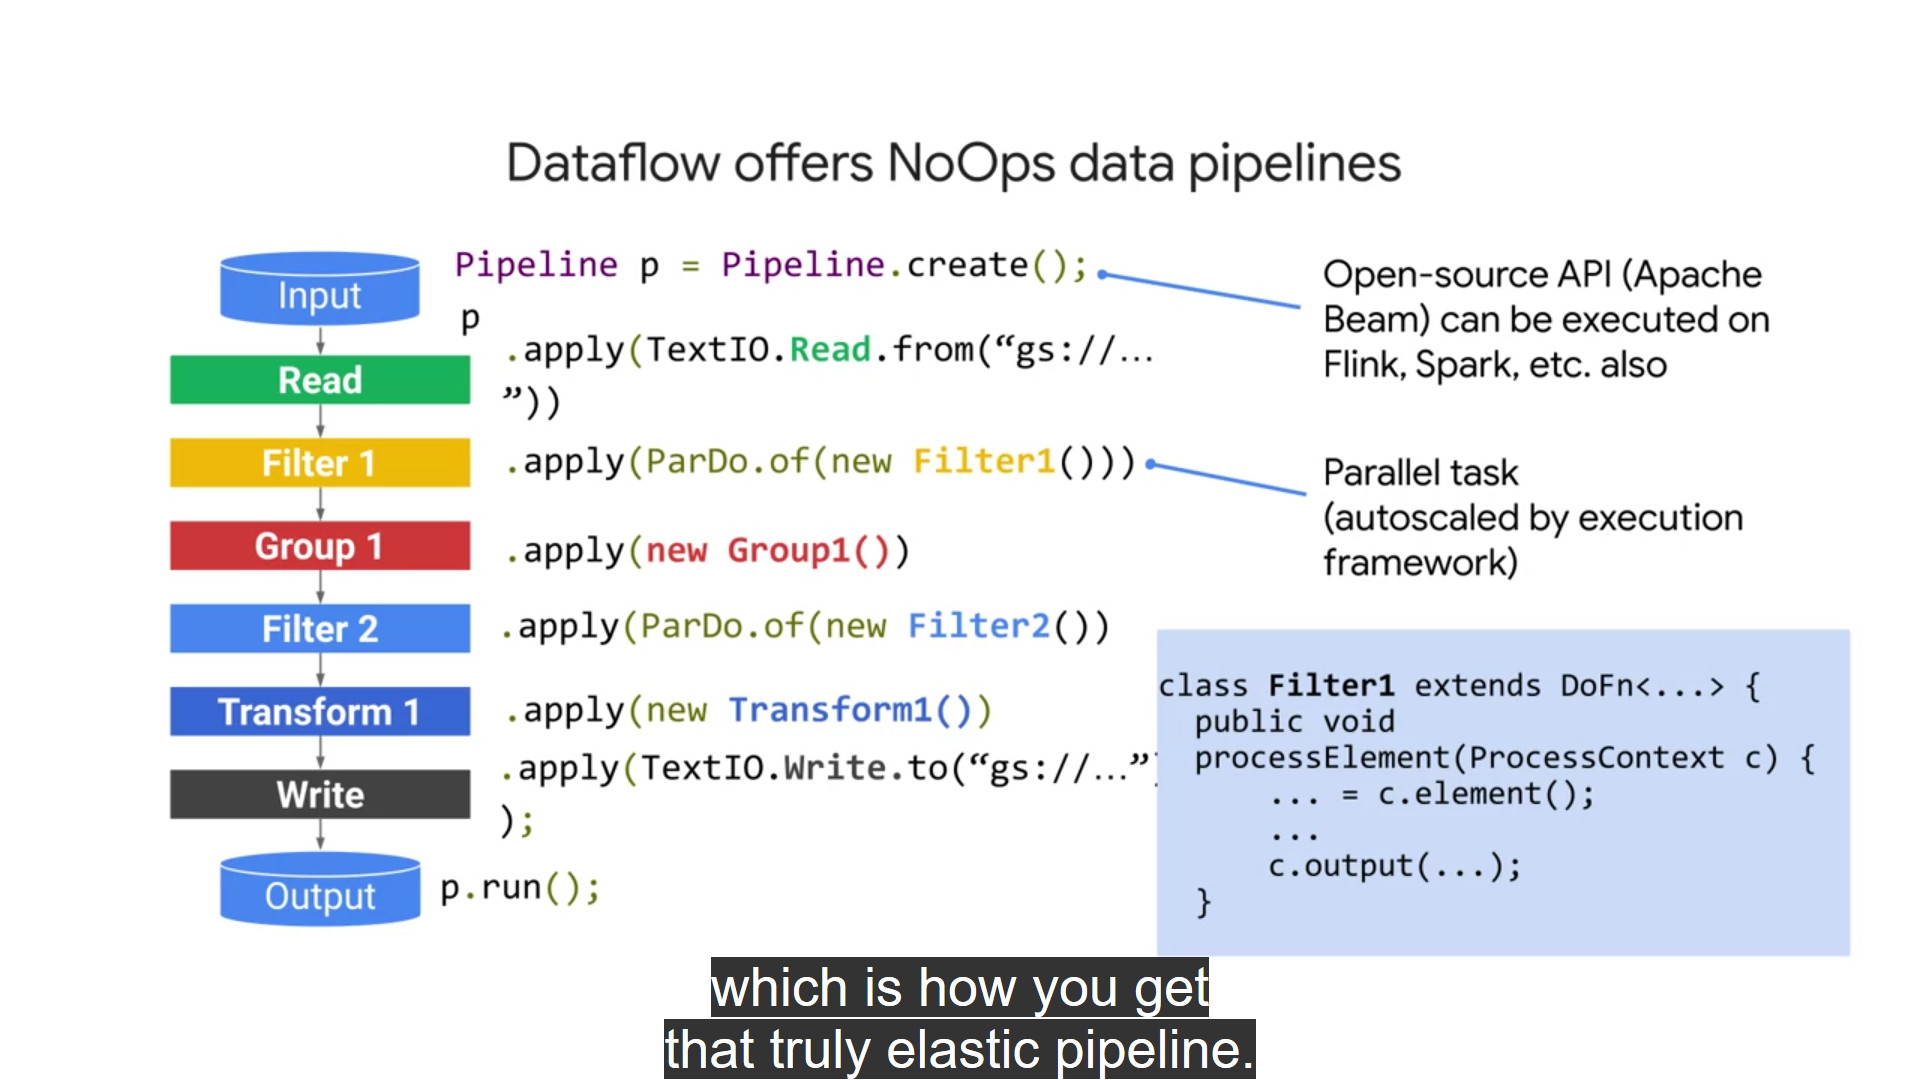 Dataflow offers NoOps data pipelines
Input
Read
Filter 1
Group 1
Filter 2
Transform 1
Write
Output
Pipeline p = Pipeline.create();
p
.apply(TextIO.Read.from(“gs://…
”))
.apply(ParDo.of(new Filter1()))
.apply(new Group1())
.apply(ParDo.of(new Filter2())
.apply(new Transform1())
.apply(TextIO.Write.to(“gs://…”)
);
p.run();
Open-source API (Apache
Beam) can be executed on
Flink, Spark, etc. also
Parallel task
(autoscaled by execution
framework)
class Filter1 extends DoFn<...> {
public void
processElement(ProcessContext c) {
... = c.element();
...
c.output(...);
}
which is how you get
that truly elastic pipeline.